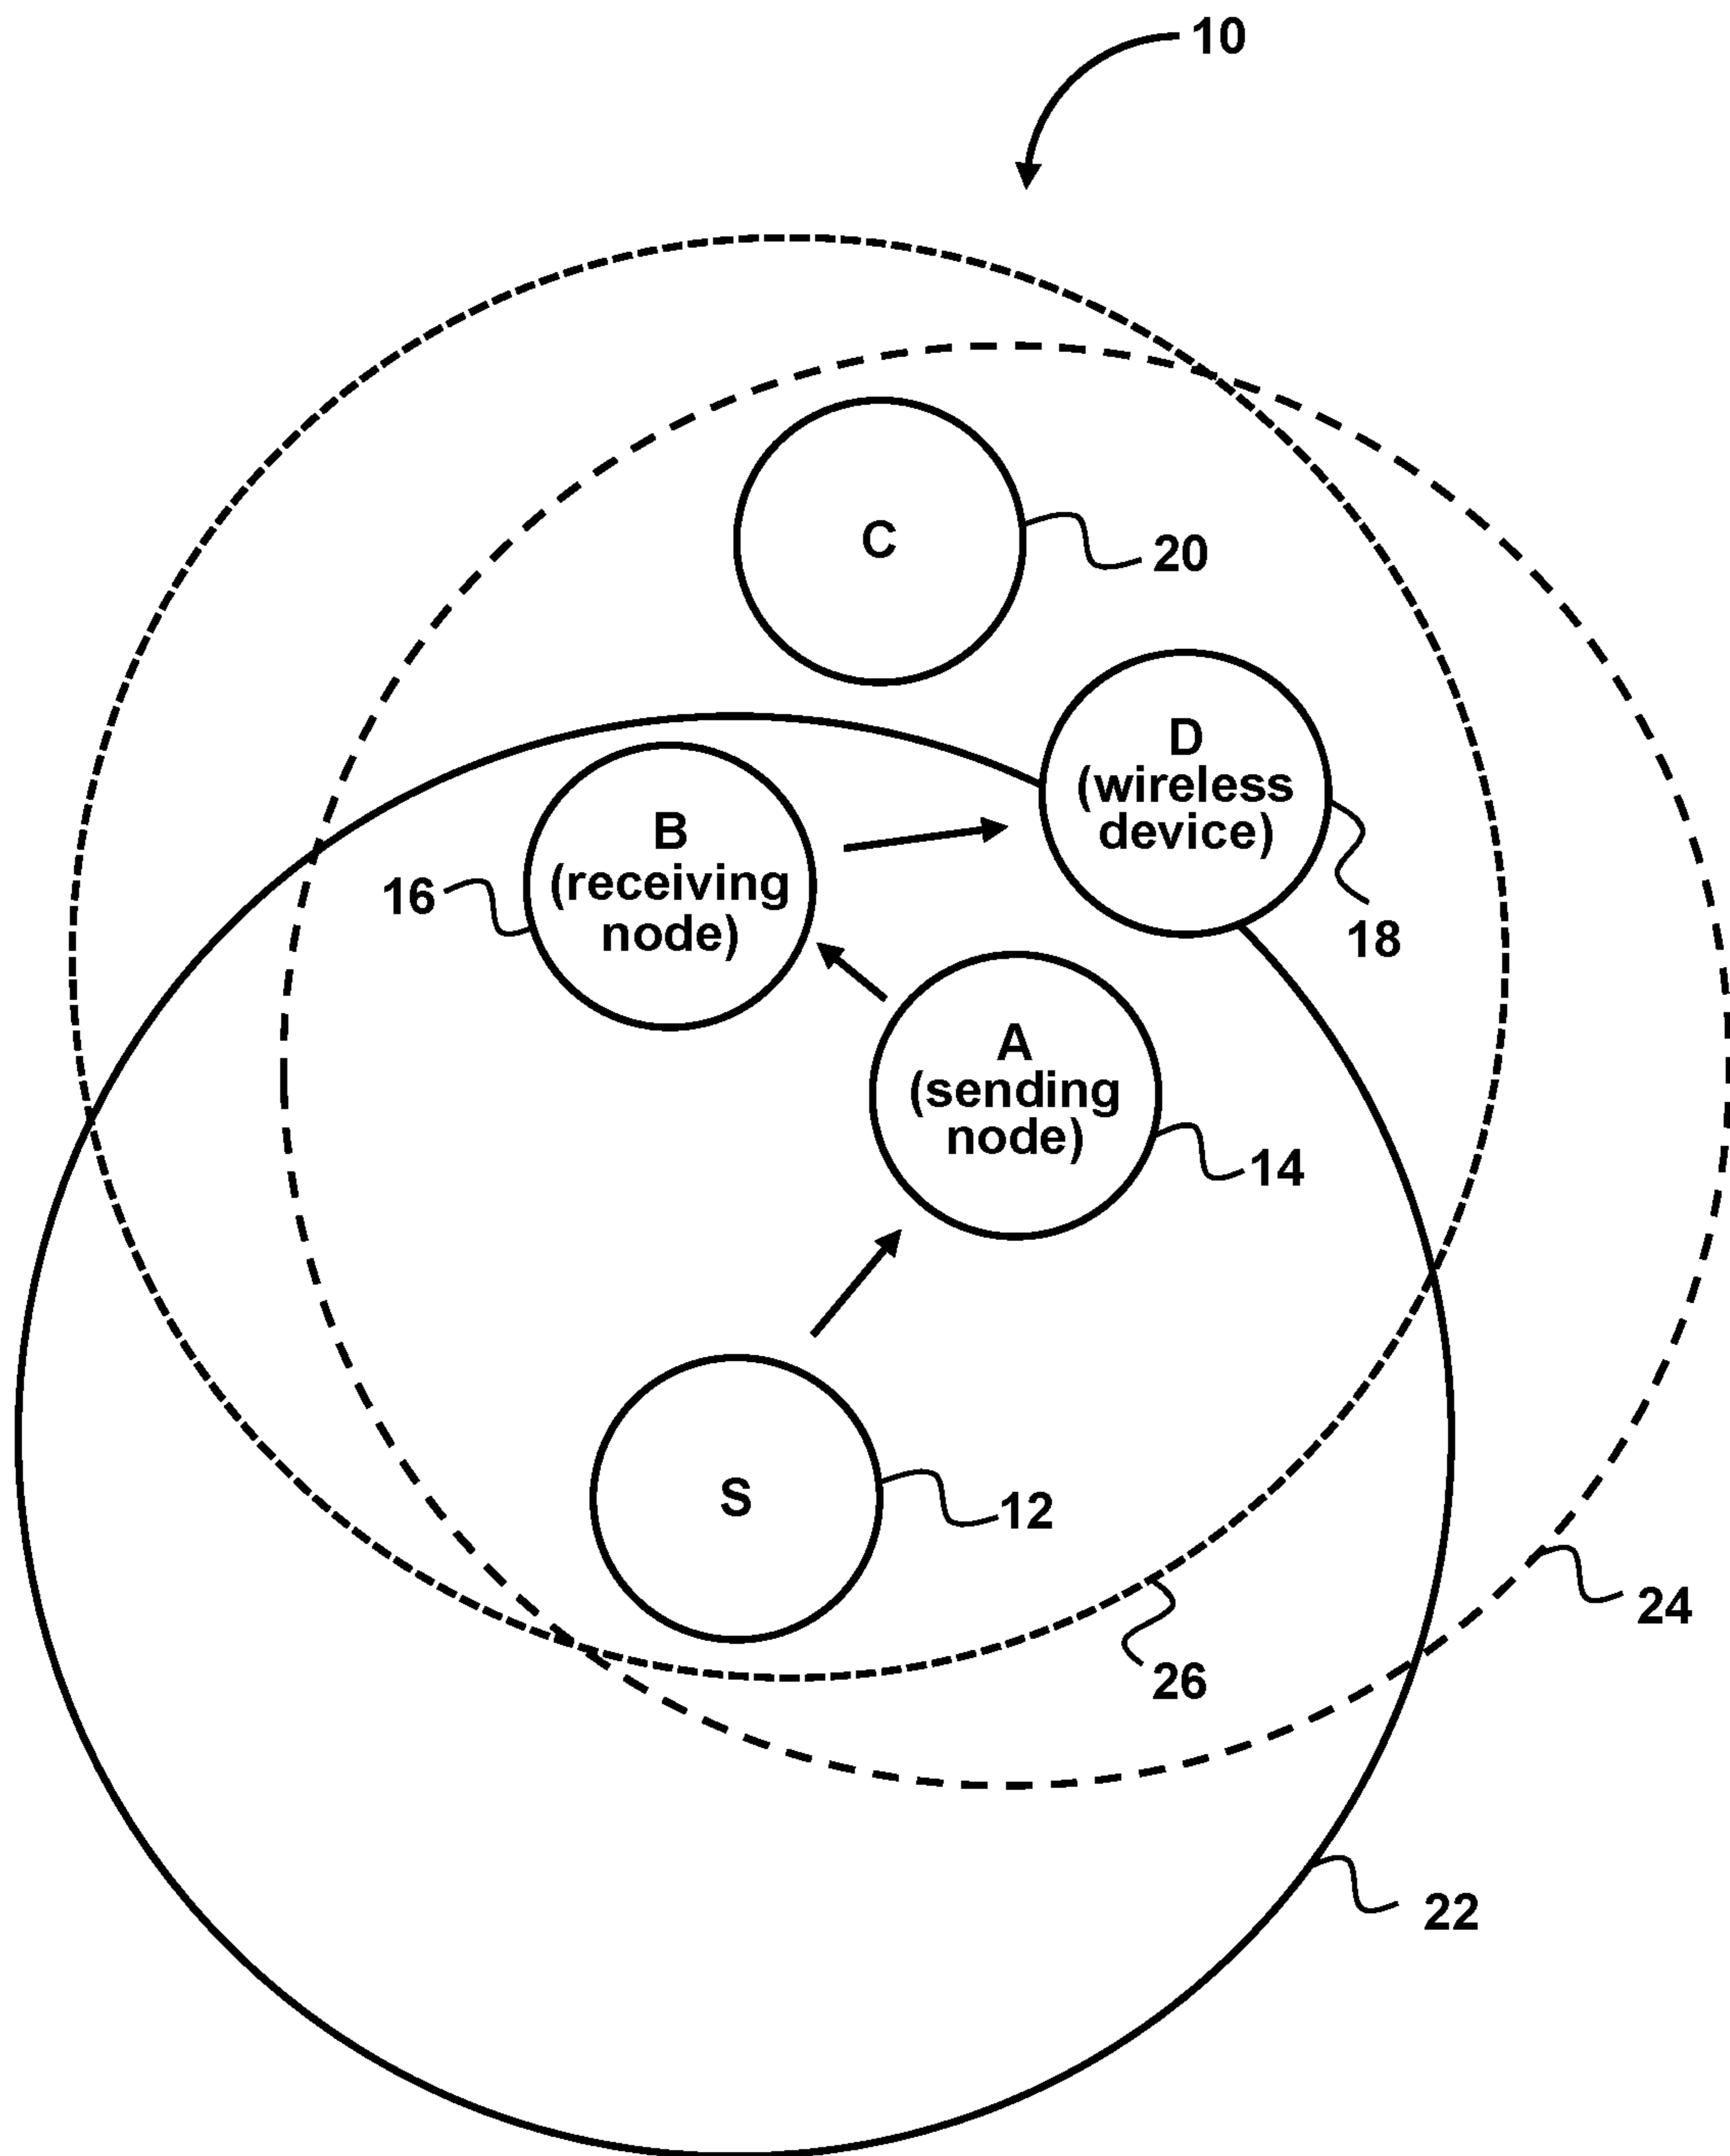 10
C
20
D
(wireless
device)
18
B
(receiving
node)
16
A
(sending
node)
14
S
12
24
26
22